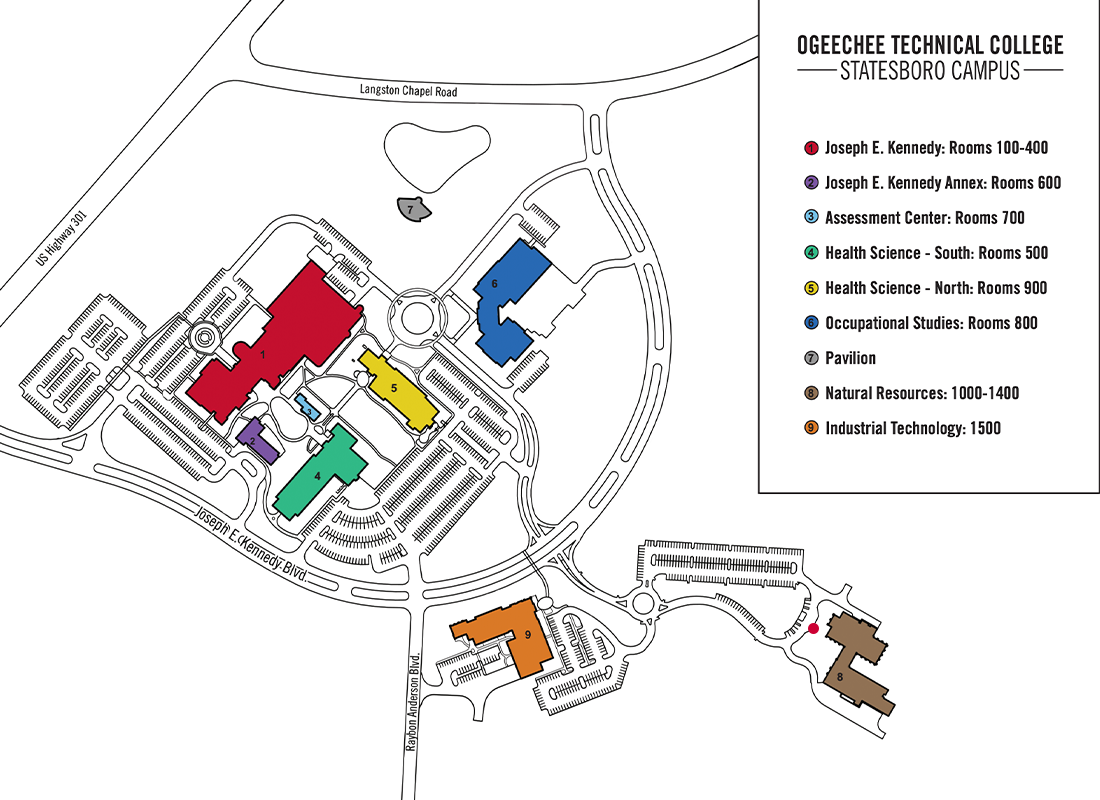 OGEECHEE TECHNICAL COLLEGE
STATESBORO CAMPUS
1 Joseph E. Kennedy: Rooms 100-400
2 Joseph E. Kennedy Annex: Rooms 600
3 Assessment Center: Rooms 700
4 Health Science - South: Rooms 500
5 Health Science - North: Rooms 900
6 Occupational Studies: Rooms 800
7 Pavilion
8 Natural Resources: 1000-1400
9 Industrial Technology: 1500
Langston Chapel Road
US Highway 301
7
6
1
5
3
2
4
Joseph E. Kennedy Blvd.
9
8
Raybon Anderson Blvd.